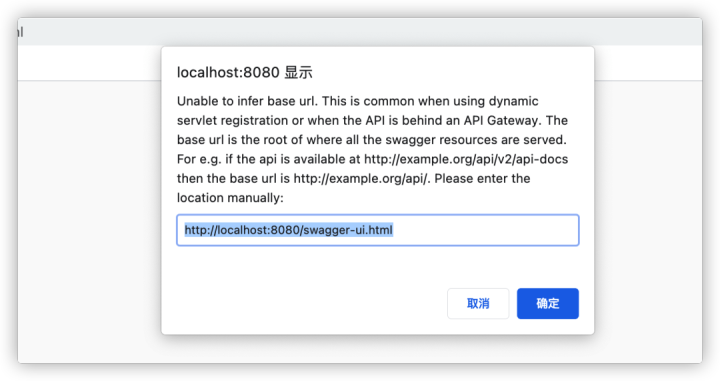 localhost:8080 显示
Unable to infer base url. This is common when using dynamic
servlet registration or when the API is behind an API Gateway. The
base url is the root of where all the swagger resources are served.
For e.g. if the api is available at http://example.org/api/v2/api-docs
then the base url is http://example.org/api/. Please enter the
location manually:
http://localhost:8080/swagger-ui.html
取消
确定